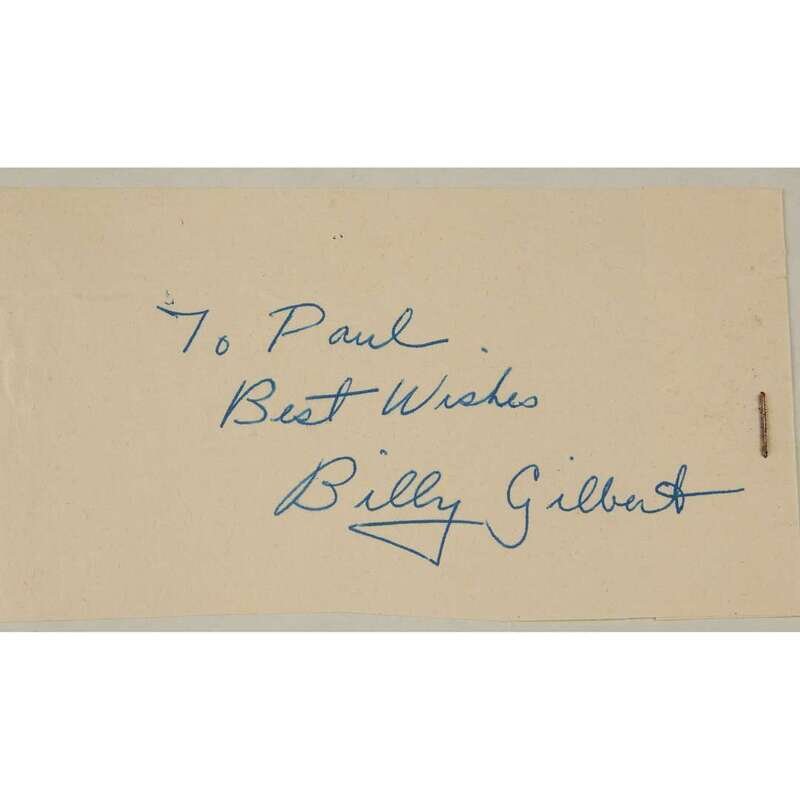 To Paul.
Best Wishes
Billy Gilbert